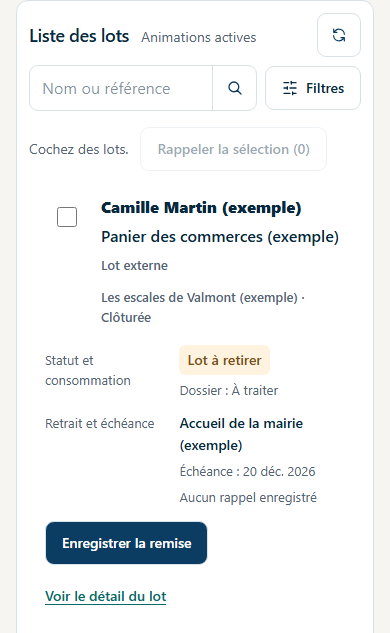 Liste des lots Animations actives
Nom ou référence
Filtres
Cochez des lots. Rappeler la sélection (0)
Camille Martin (exemple)
Panier des commerces (exemple)
Lot externe
Les escales de Valmont (exemple) ·
Clôturée
Statut et
consommation
Lot à retirer
Dossier : À traiter
Retrait et échéance
Accueil de la mairie
(exemple)
Échéance : 20 déc. 2026
Aucun rappel enregistré
Enregistrer la remise
Voir le détail du lot